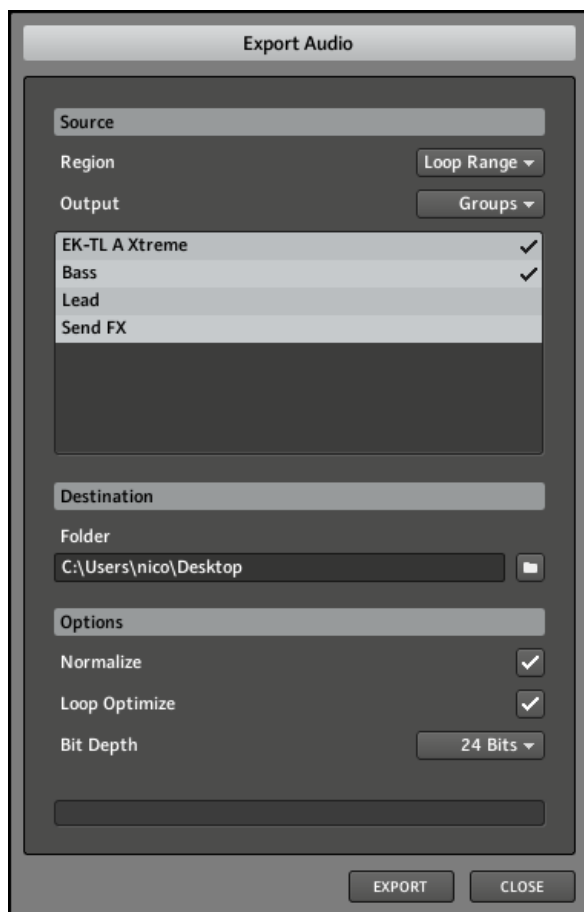 Export Audio
Source
Region Loop Range
Output Groups
EK-TL A Xtreme
Bass
Lead
Send FX
Destination
Folder
C:\Users\nico\Desktop
Options
Normalize
Loop Optimize
Bit Depth 24 Bits
EXPORT CLOSE